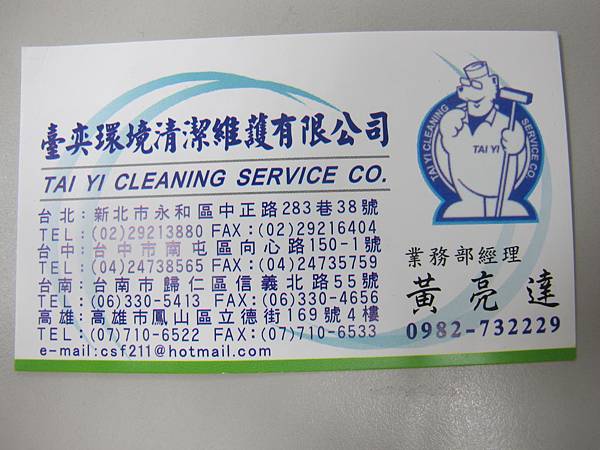 臺奕環境清潔維護有限公司
TAI YI CLEANING SERVICE CO.
台北：新北市永和區中正路283巷38號
TEL：(02)29213880 FAX：(02)29216404
台中：台中市南屯區向心路150-1號
TEL：(04)24738565 FAX：(04)24735759
台南：台南市歸仁區信義北路55號
TEL：(06)330-5413 FAX：(06)330-4656
高雄：高雄市鳳山區立德街169號4樓
TEL：(07)710-6522 FAX：(07)710-6533
e-mail：csf211@hotmail.com
TAI YI CLEANING SERVICE CO
TAI YI
業務部經理
黃亮達
0982-732229